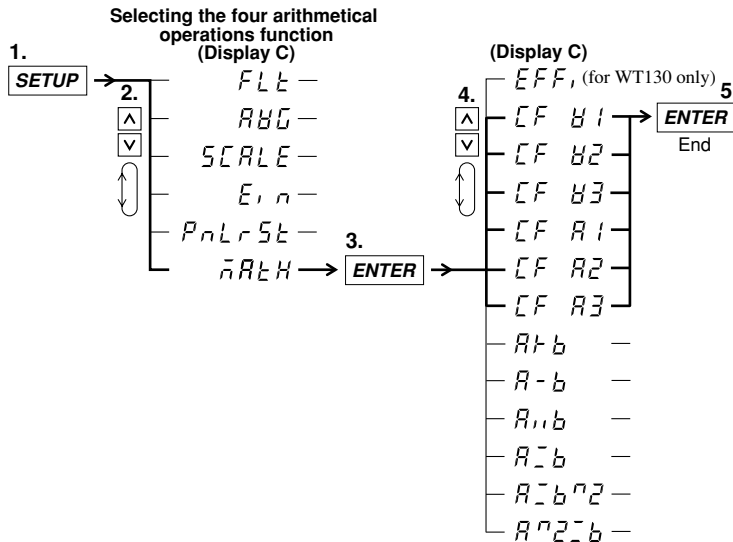 Selecting the four arithmetical
operations function
(Display C)
1.
SETUP
2.
FLt
AVG
SCALE
Ein
PnLrSt
MAtH
3.
ENTER
(Display C)
4.
EFFi (for WT130 only)
CF V1
CF V2
CF V3
CF A1
CF A2
CF A3
5
ENTER
End
A+b
A-b